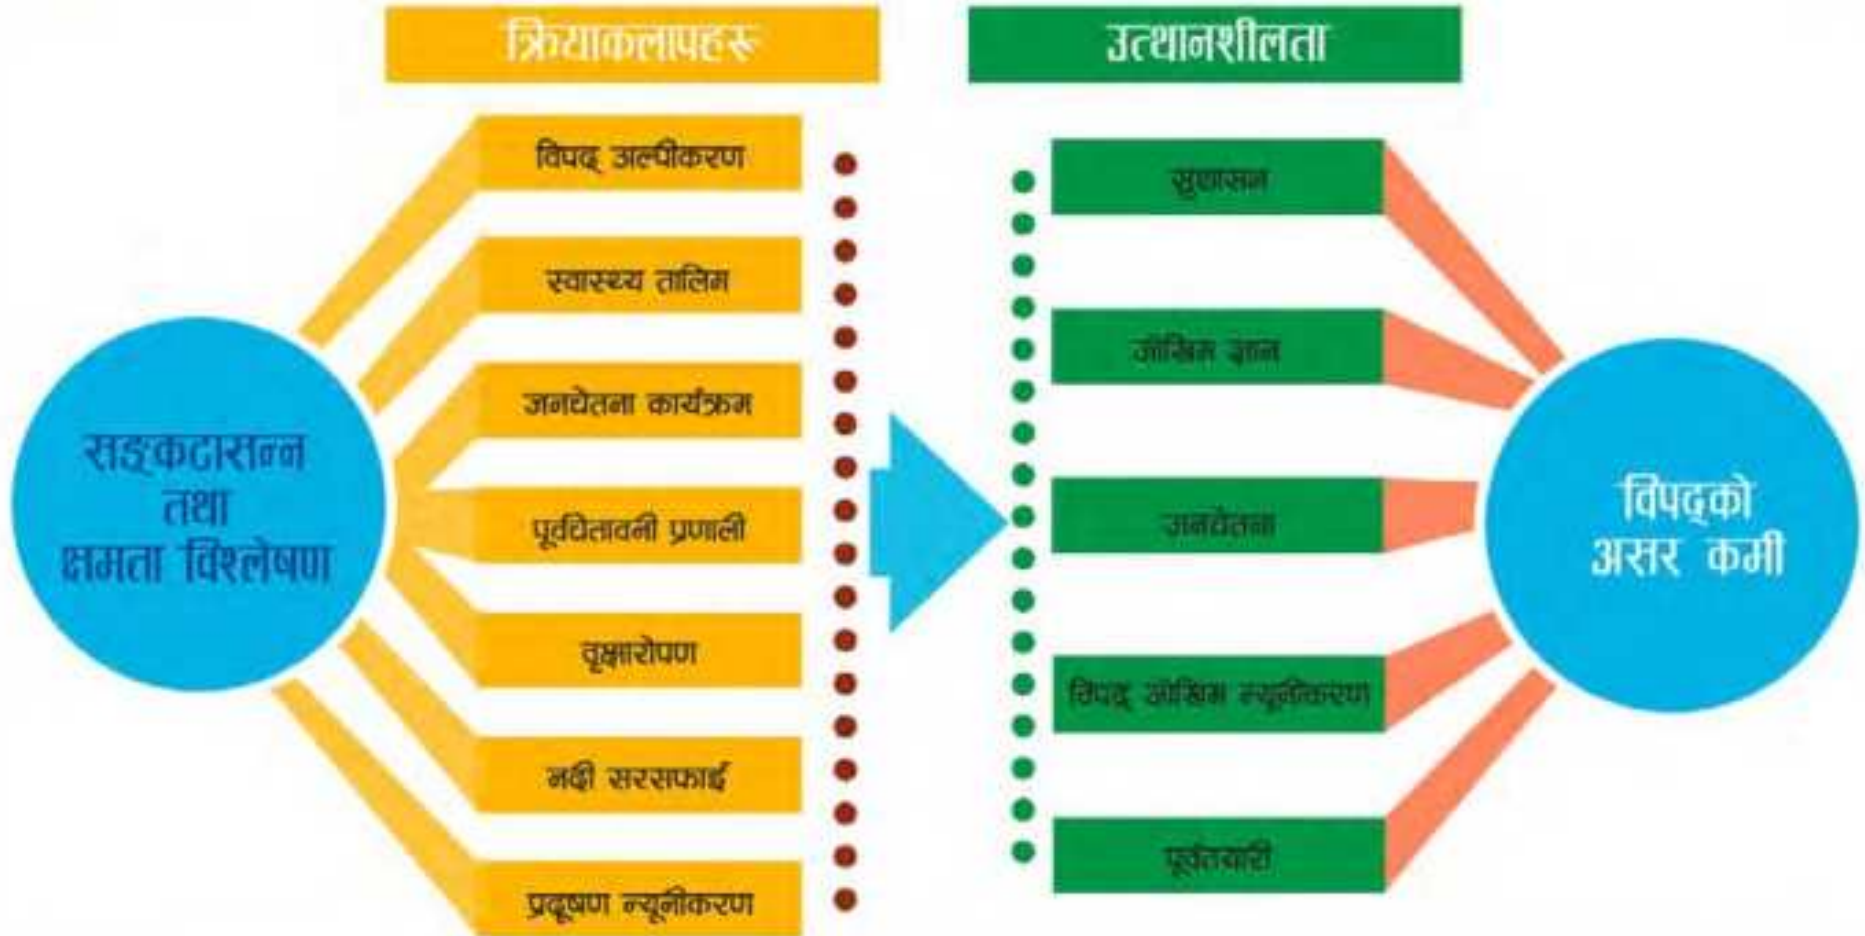 क्रियाकलापहरू
उत्थानशीलता
सङ्कटासन्न
तथा
क्षमता विश्लेषण
विपद् अल्पीकरण
स्वास्थ्य तालिम
जनचेतना कार्यक्रम
पूर्वचेतावनी प्रणाली
वृक्षारोपण
नदी सरसफाई
प्रदूषण न्यूनीकरण
सुशासन
जोखिम ज्ञान
जनचेतना
विपद् जोखिम न्यूनीकरण
पूर्वतयारी
विपद्को
असर कमी